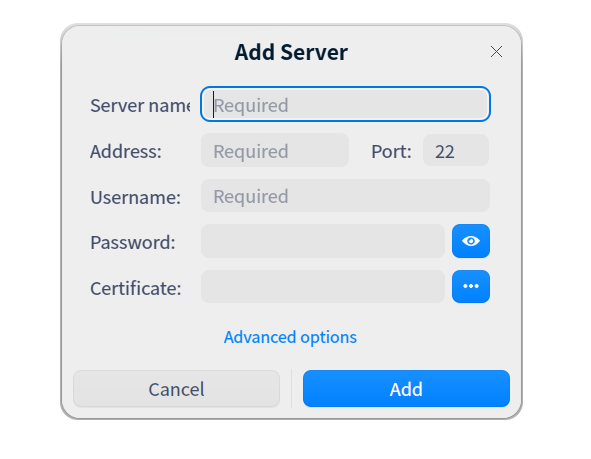 Add Server
Server name
Required
Address:
Required
Port:
22
Username:
Required
Password:
Certificate:
Advanced options
Cancel
Add